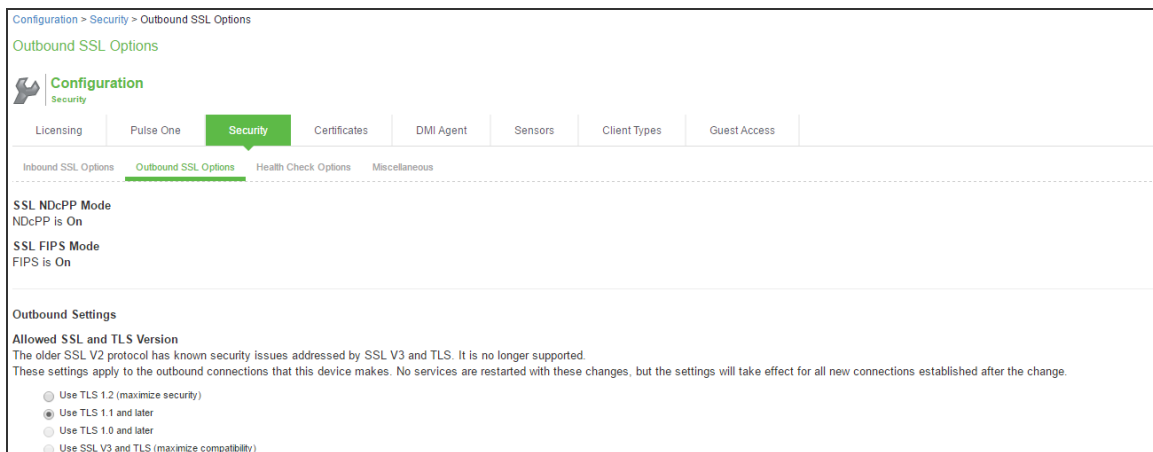 Configuration > Security > Outbound SSL Options
Outbound SSL Options
Configuration
Security
Licensing Pulse One Security Certificates DMI Agent Sensors Client Types Guest Access
Inbound SSL Options Outbound SSL Options Health Check Options Miscellaneous
SSL NDcPP Mode
NDcPP is On
SSL FIPS Mode
FIPS is On
Outbound Settings
Allowed SSL and TLS Version
The older SSL V2 protocol has known security issues addressed by SSL V3 and TLS. It is no longer supported.
These settings apply to the outbound connections that this device makes. No services are restarted with these changes, but the settings will take effect for all new connections established after the change.
Use TLS 1.2 (maximize security)
Use TLS 1.1 and later
Use TLS 1.0 and later
Use SSL V3 and TLS (maximize compatibility)